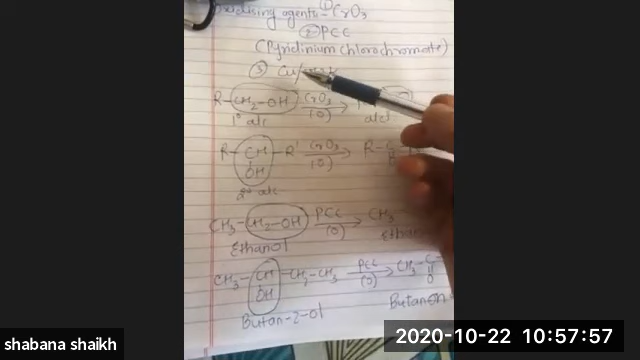 oxidising agents - ① CrO₃
② PCC
(Pyridinium chlorochromate)
③ Cu/
R-CH₂-OH CrO₃ (O) →
1° alc
R-CH-R' CrO₃ (O) → R-C-
OH
2° alc
CH₃-CH₂-OH PCC (O) → CH₃-
Ethanol
CH₃-CH-CH₂-CH₃ PCC (O) → CH₃-C-
OH O
Butan-2-ol
shabana shaikh
2020-10-22 10:57:57